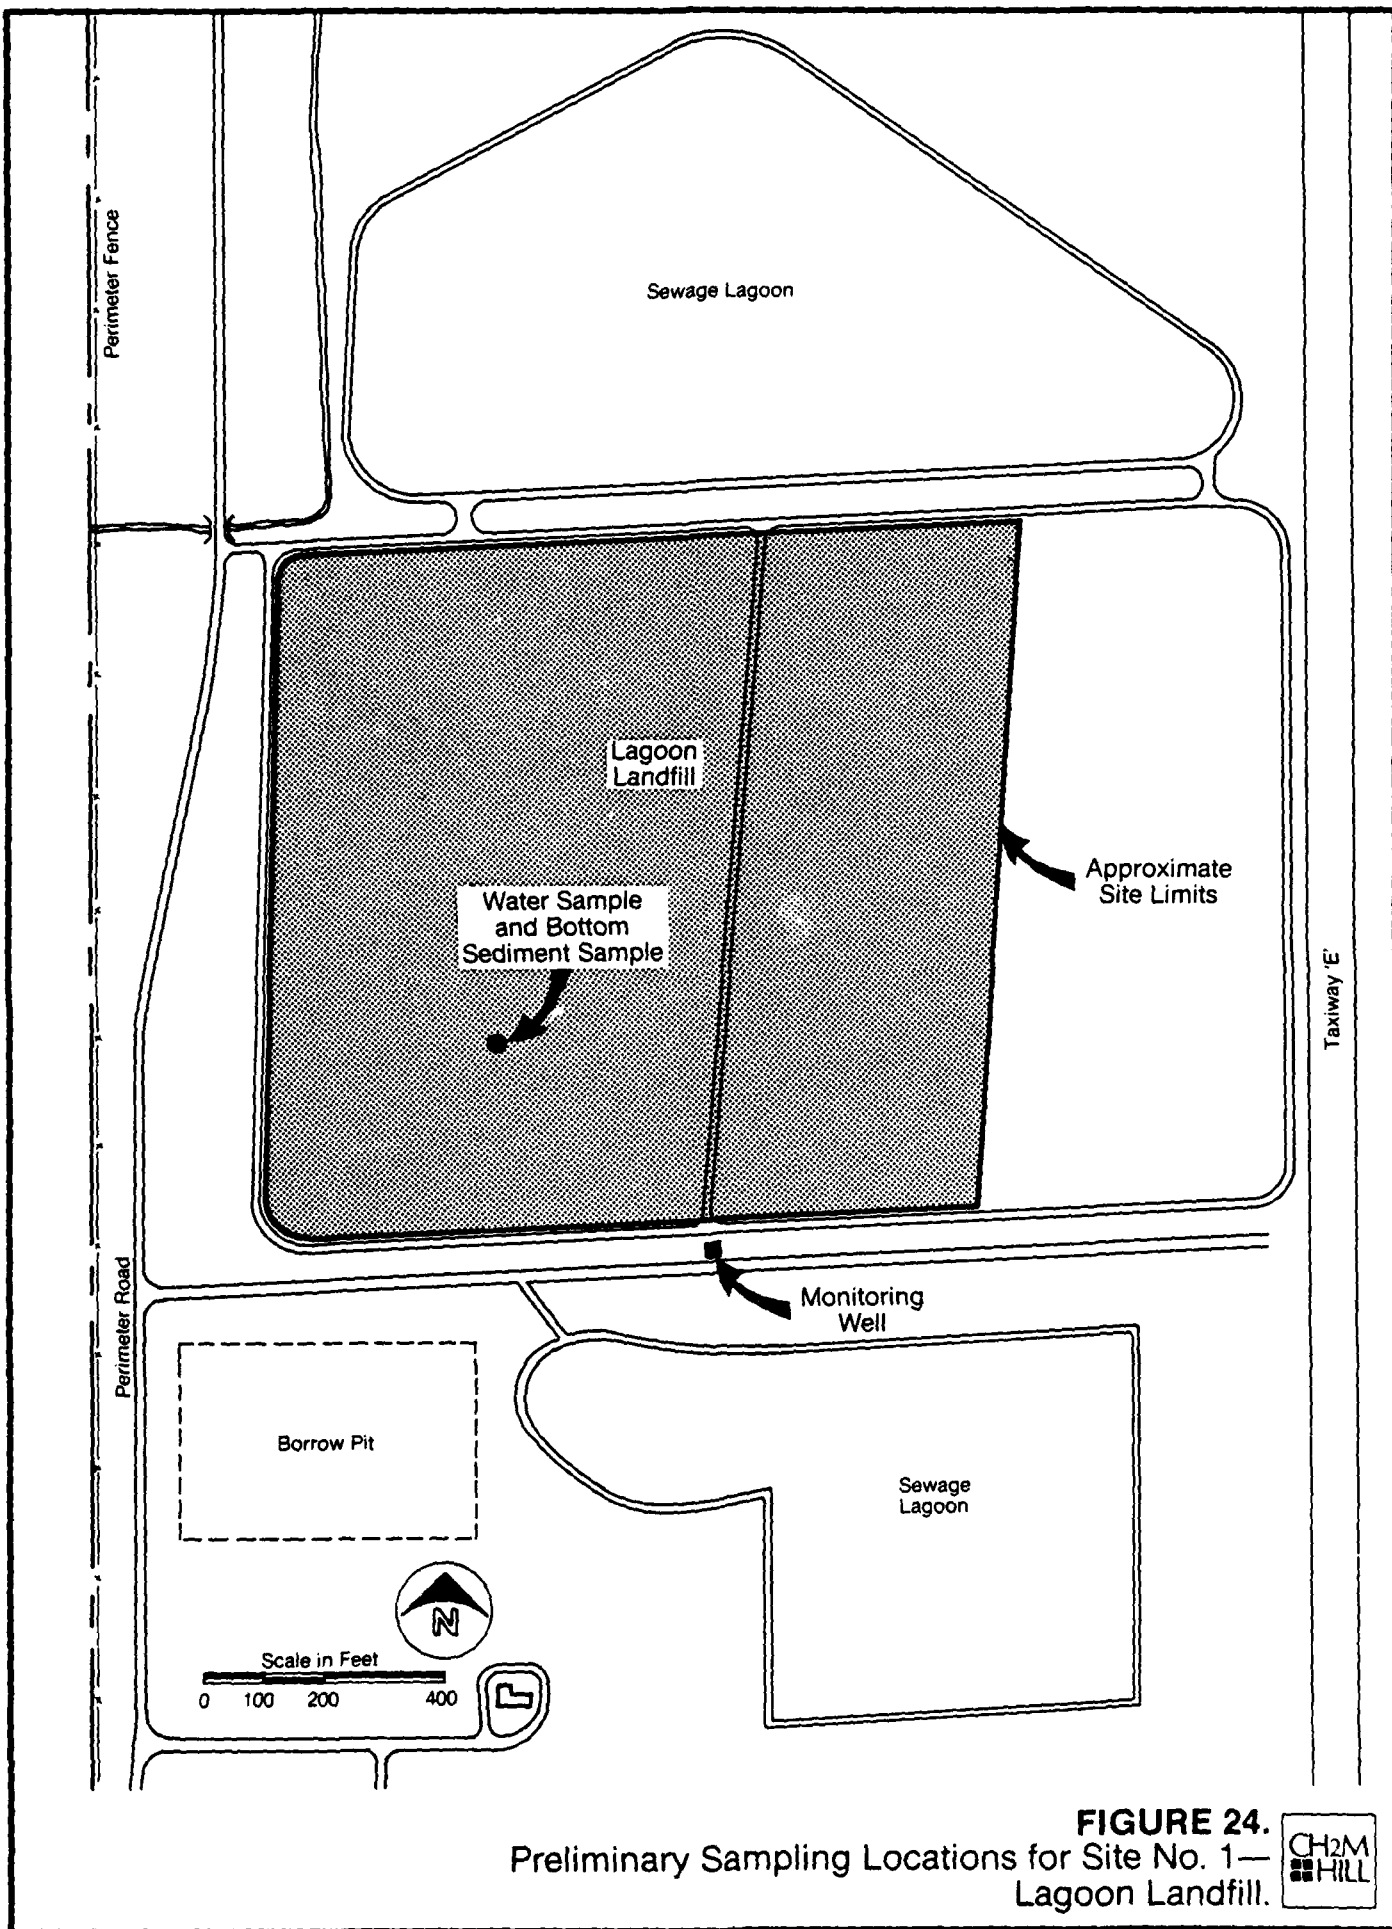 Perimeter Fence
Sewage Lagoon
Lagoon
Landfill
Water Sample
and Bottom
Sediment Sample
Approximate
Site Limits
Taxiway 'E'
Monitoring
Well
Perimeter Road
Borrow Pit
Sewage
Lagoon
N
Scale in Feet
0 100 200 400
FIGURE 24.
Preliminary Sampling Locations for Site No. 1—
Lagoon Landfill.
CH2M
HILL